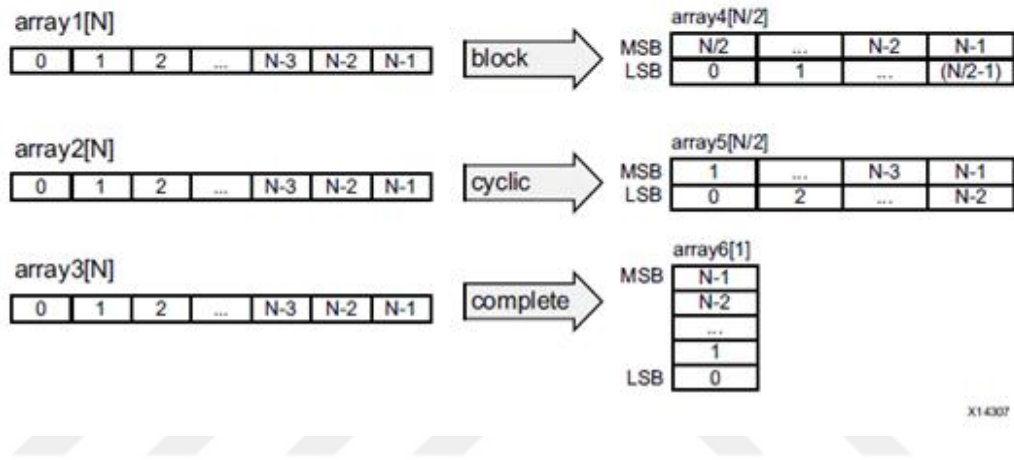 array1[N]
0 1 2 ... N-3 N-2 N-1
block
array4[N/2]
MSB N/2 ... N-2 N-1
LSB 0 1 ... (N/2-1)
array2[N]
0 1 2 ... N-3 N-2 N-1
cyclic
array5[N/2]
MSB 1 ... N-3 N-1
LSB 0 2 ... N-2
array3[N]
0 1 2 ... N-3 N-2 N-1
complete
array6[1]
MSB N-1
N-2
...
1
LSB 0
X14307